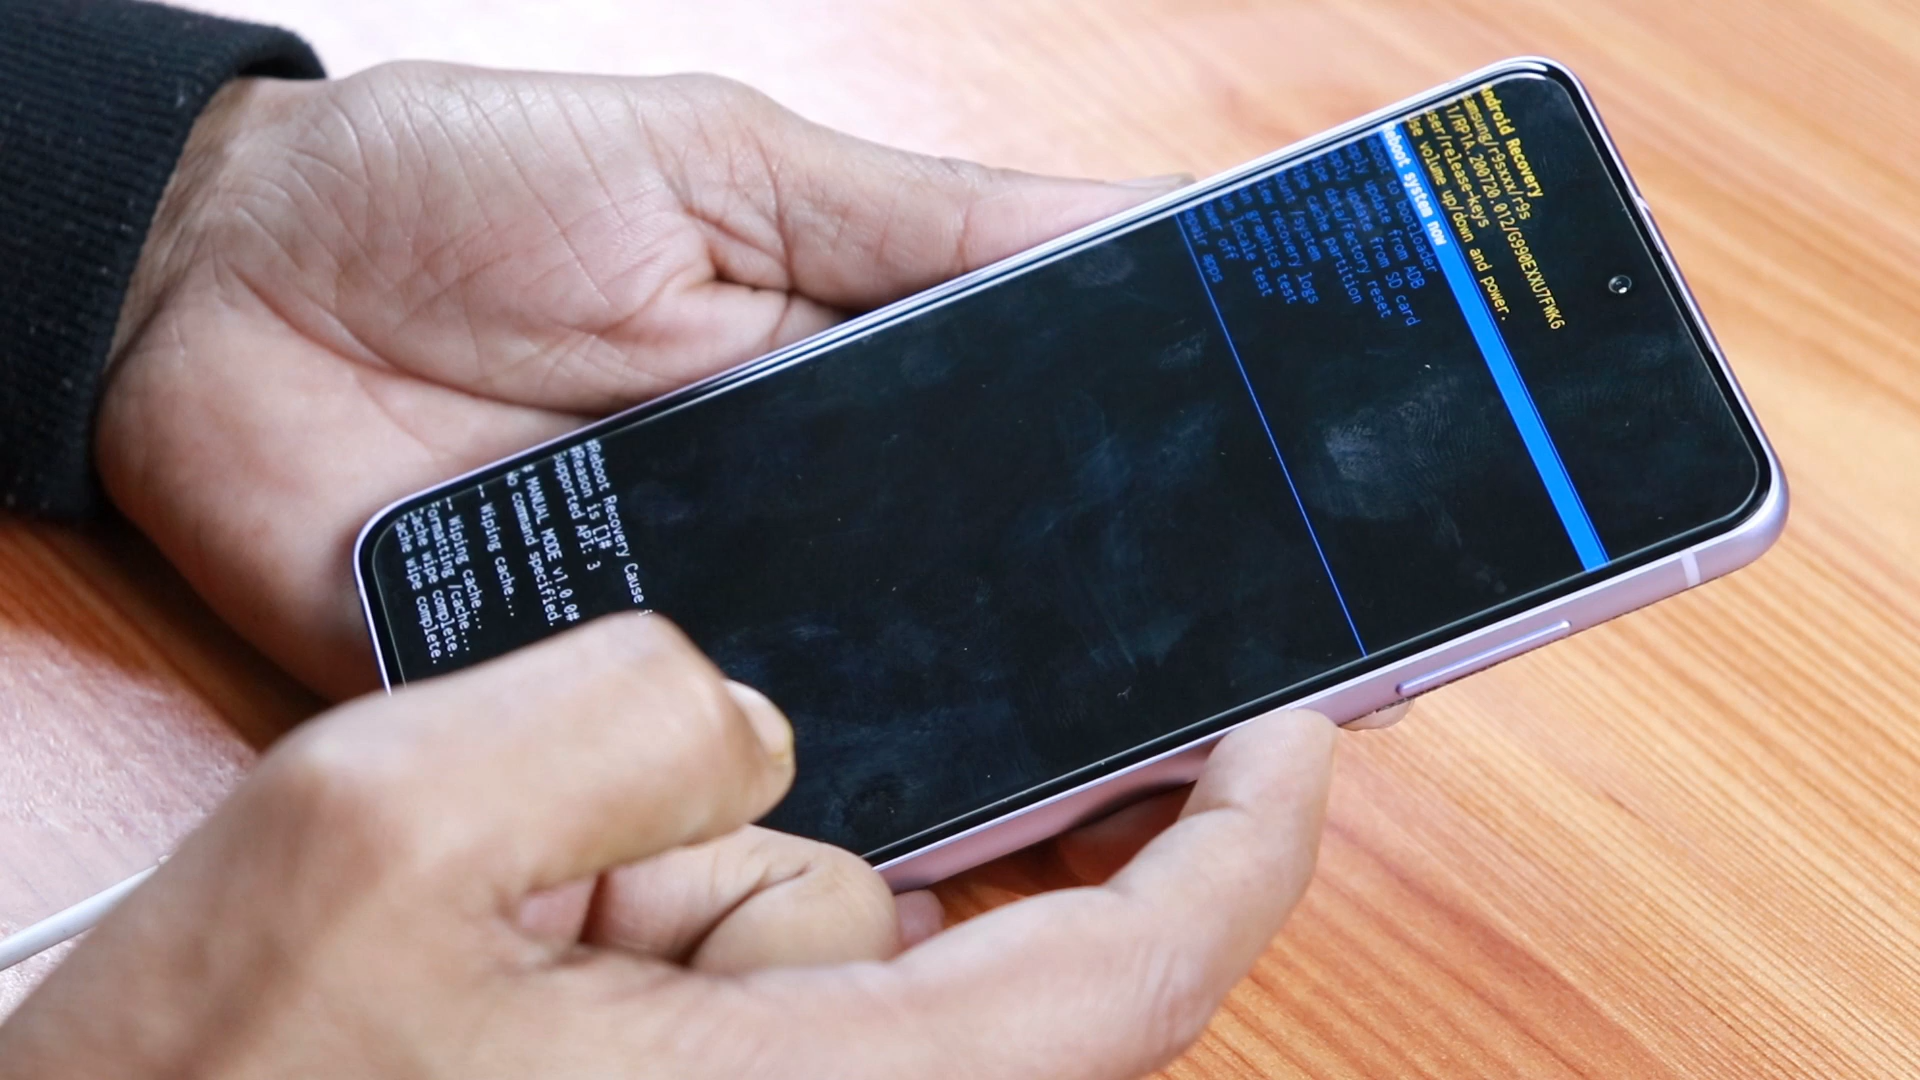 Android Recovery
samsung/r9sxxx/r9s
11/RP1A.200720.012/G990EXXU7FWK6
user/release-keys
Use volume up/down and power.
Reboot system now
Reboot to bootloader
Apply update from ADB
Apply update from SD card
Wipe data/factory reset
Wipe cache partition
Mount /system
View recovery logs
Run graphics test
Run locale test
Power off
Repair apps
#Reboot Recovery Cause
#Reason is []#
Supported API: 3
# MANUAL MODE v1.0.0#
No command specified.
-- Wiping cache...
-- Wiping cache...
Formatting /cache...
Cache wipe complete.
Cache wipe complete.